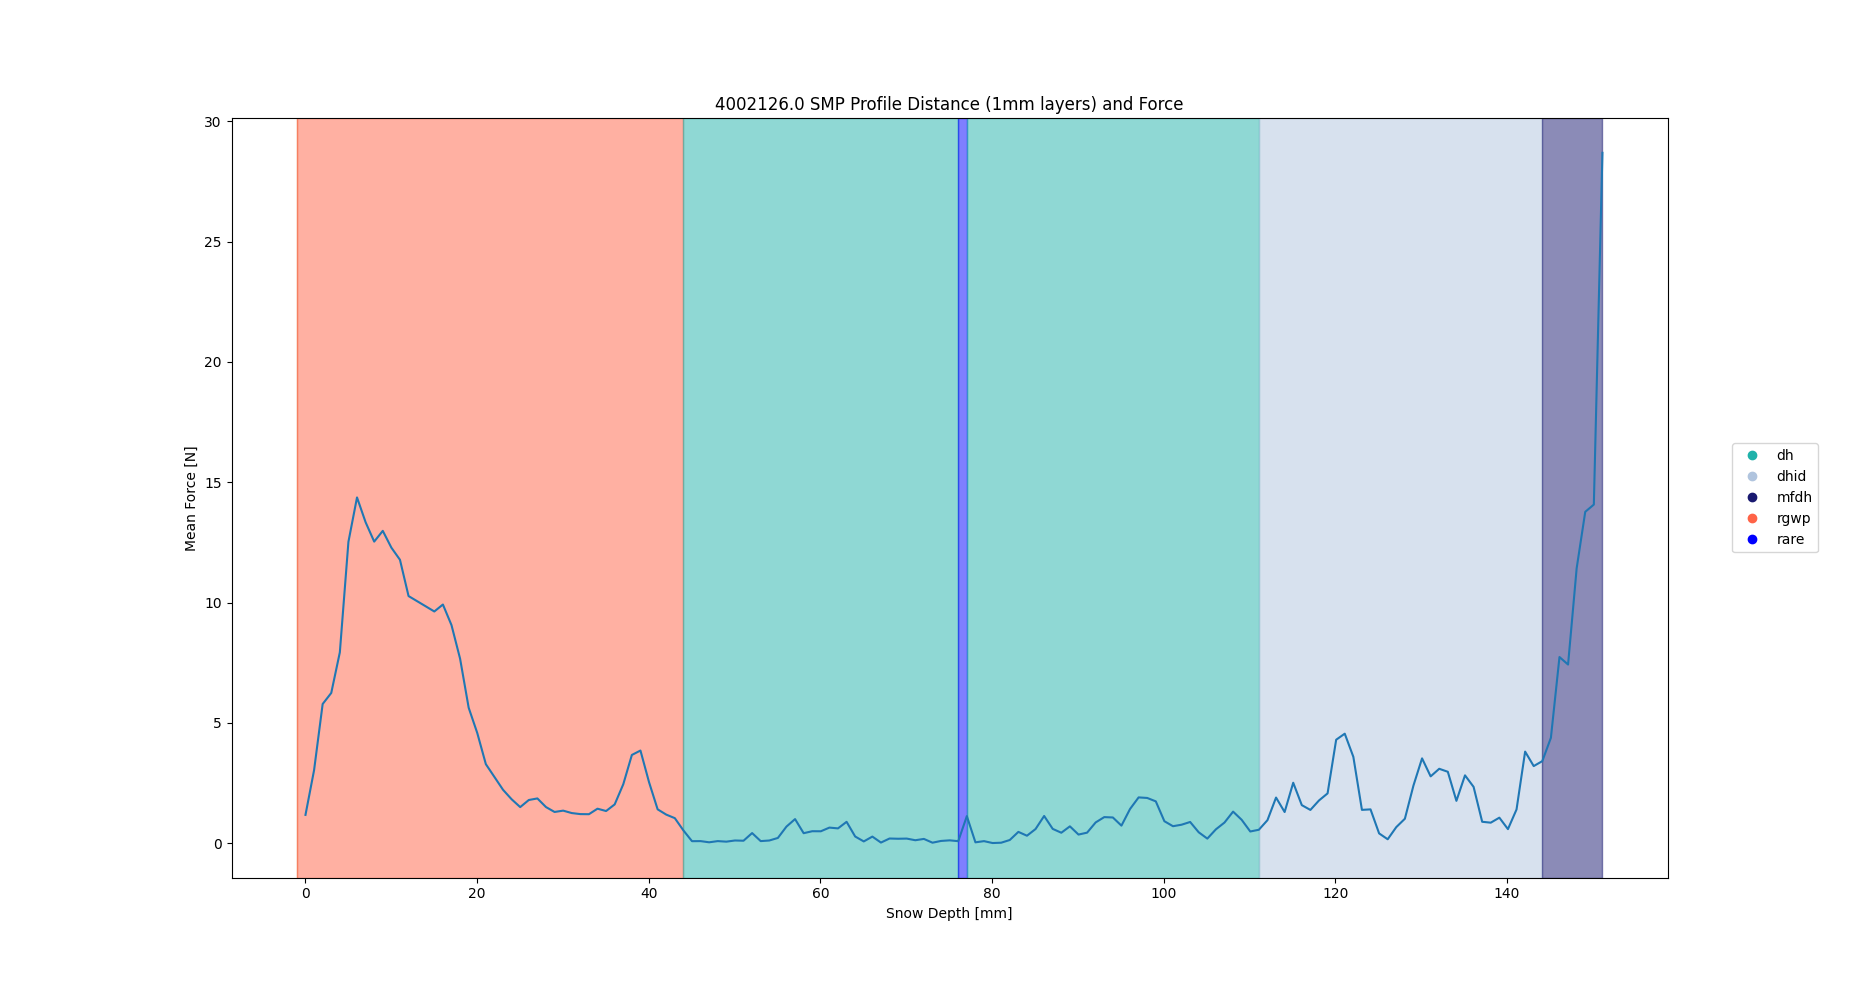 4002126.0 SMP Profile Distance (1mm layers) and Force
30
25
20
15
10
5
0
Mean Force [N]
0 20 40 60 80 100 120 140
Snow Depth [mm]
dh
dhid
mfdh
rgwp
rare